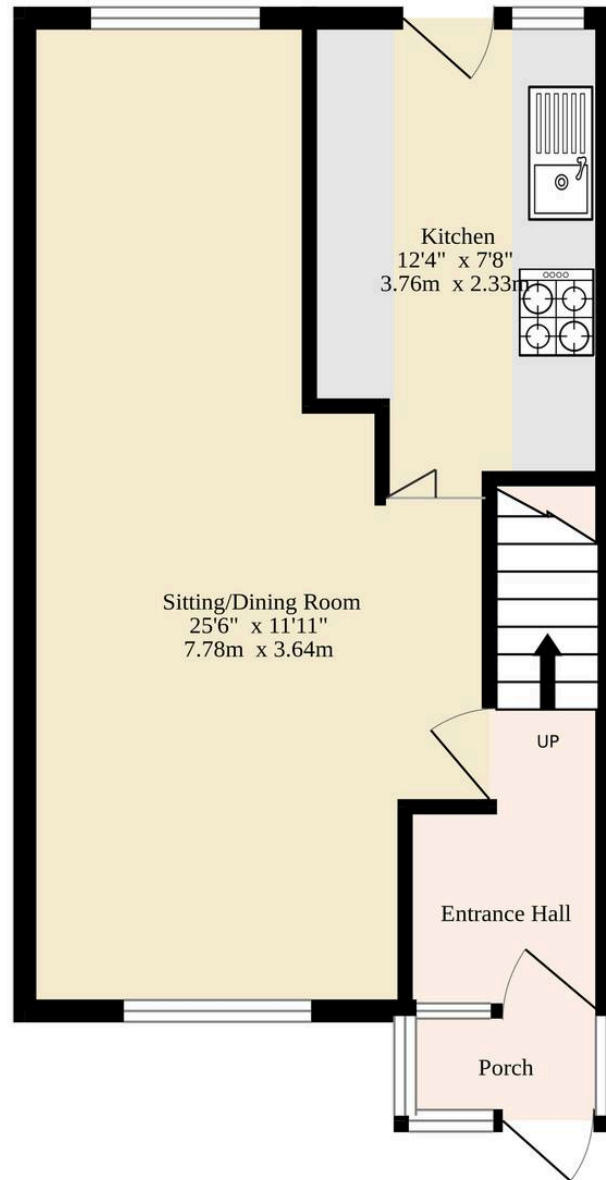 Kitchen
12'4" x 7'8"
3.76m x 2.33m
Sitting/Dining Room
25'6" x 11'11"
7.78m x 3.64m
UP
Entrance Hall
Porch